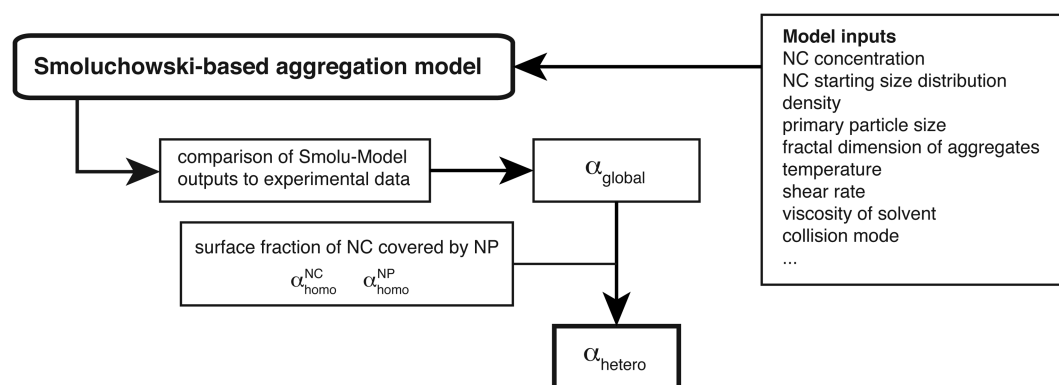 Smoluchowski-based aggregation model
Model inputs
NC concentration
NC starting size distribution
density
primary particle size
fractal dimension of aggregates
temperature
shear rate
viscosity of solvent
collision mode
...
comparison of Smolu-Model
outputs to experimental data
α_global
surface fraction of NC covered by NP
α_homo^NC α_homo^NP
α_hetero